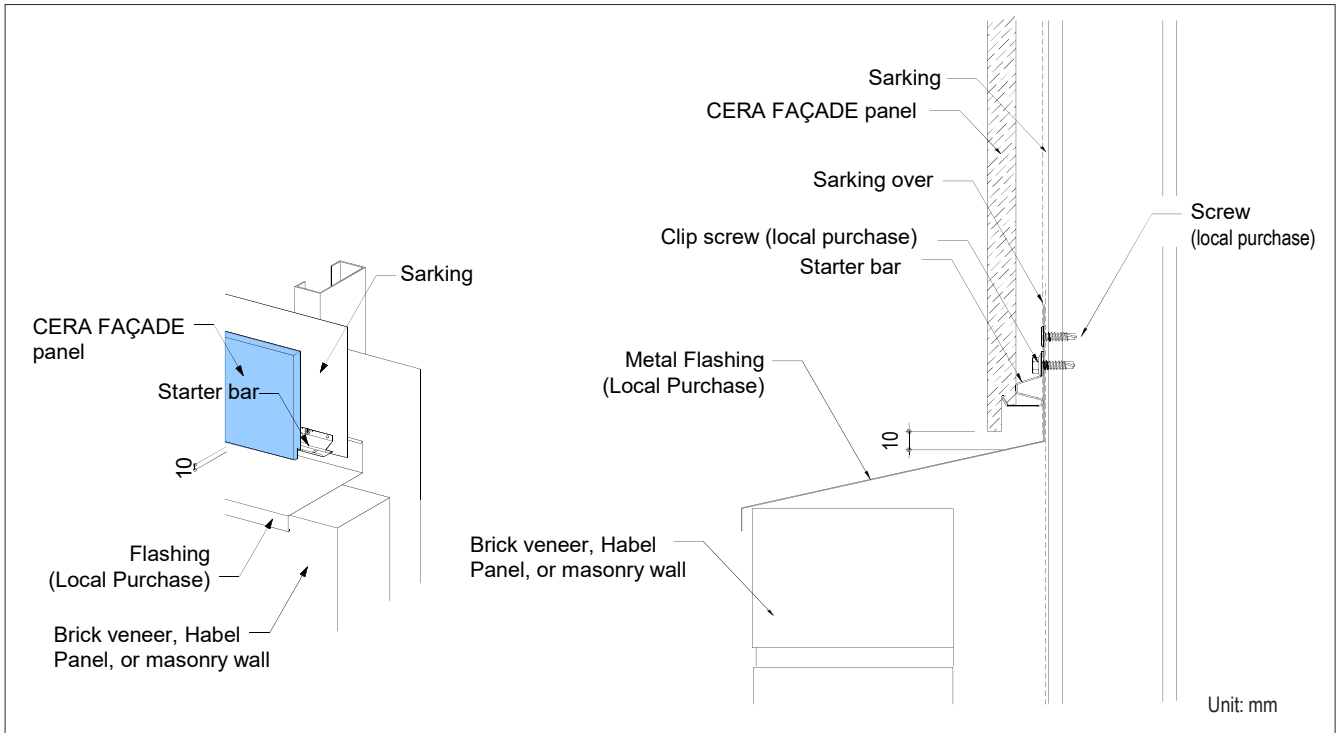 Sarking
CERA FAÇADE
panel
Starter bar
10
Flashing
(Local Purchase)
Brick veneer, Habel
Panel, or masonry wall
Sarking
CERA FAÇADE panel
Sarking over
Clip screw (local purchase)
Starter bar
Screw
(local purchase)
Metal Flashing
(Local Purchase)
10
Brick veneer, Habel
Panel, or masonry wall
Unit: mm